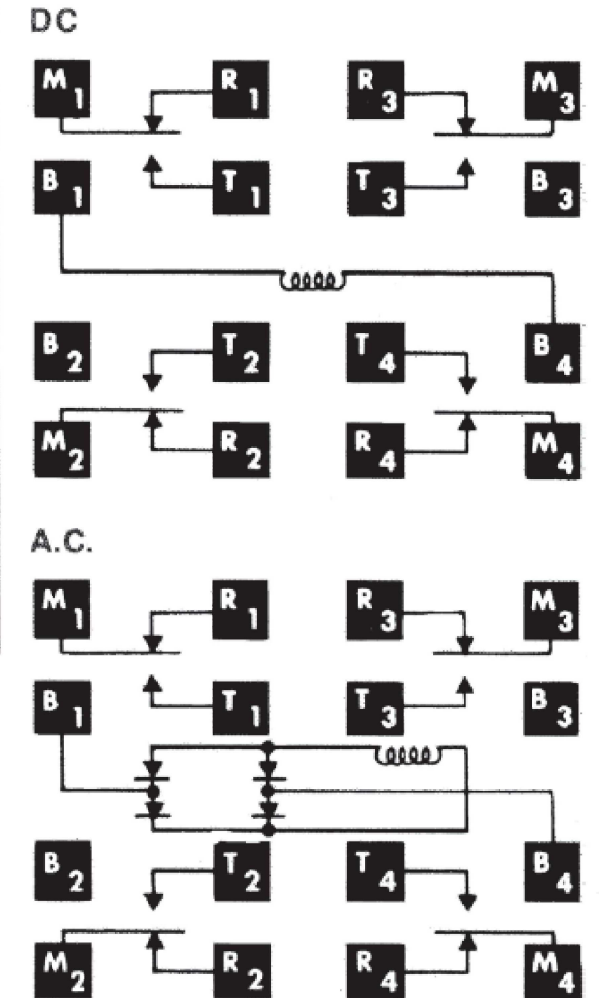 DC
M1 R1 R3 M3
B1 T1 T3 B3
B2 T2 T4 B4
M2 R2 R4 M4
A.C.
M1 R1 R3 M3
B1 T1 T3 B3
B2 T2 T4 B4
M2 R2 R4 M4